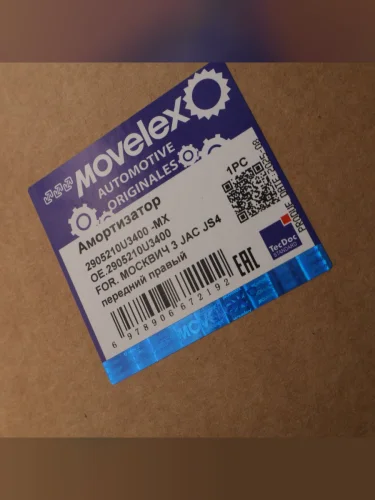 Movelex
AUTOMOTIVE
ORIGINALES
Амортизатор
2905210U3400 .MX
OE.2905210U3400
FOR. МОСКВИЧ 3 JAC JS4
передний правый
1PC
TecDoc
STANDARD
EAC
6 978906 672192